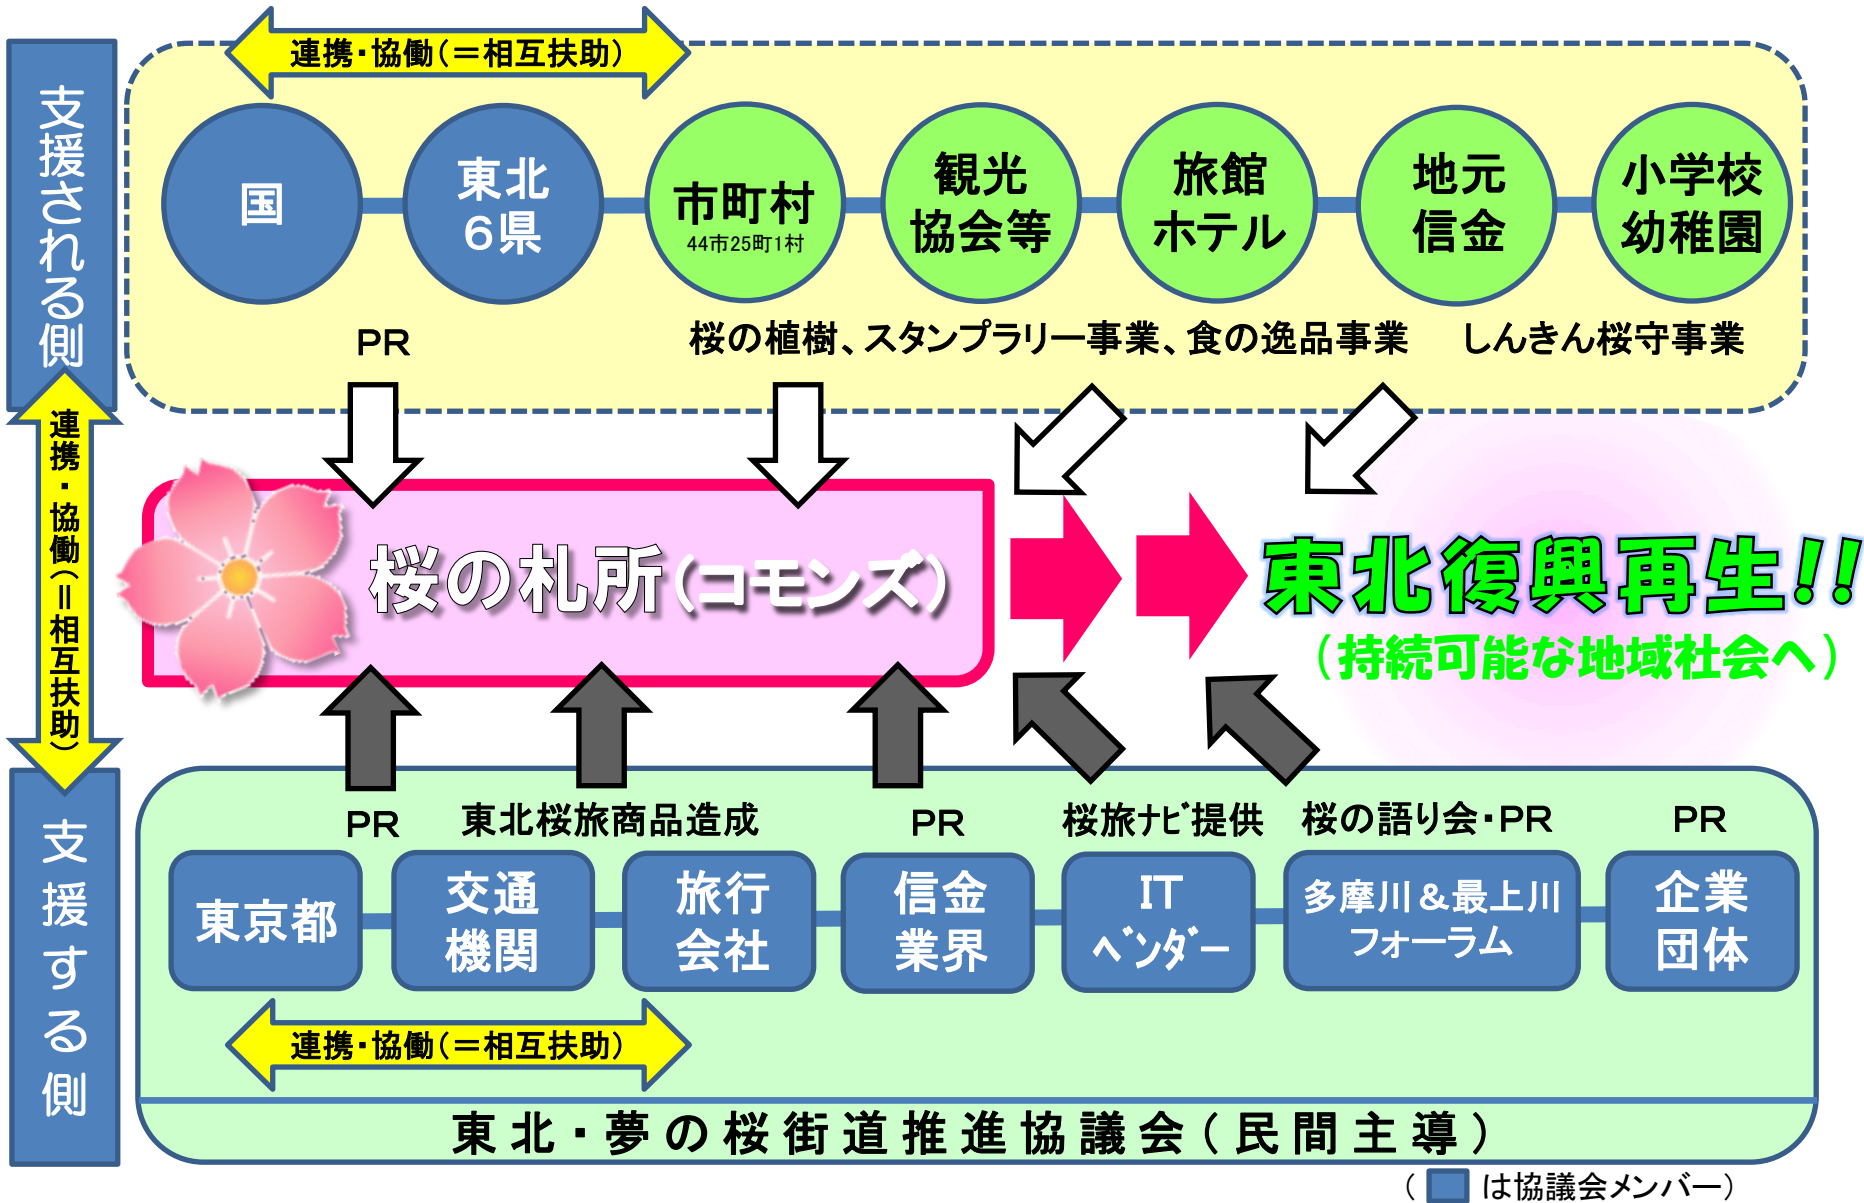 連携・協働(＝相互扶助)
支援される側
国
東北
６県
市町村
44市25町1村
観光
協会等
旅館
ホテル
地元
信金
小学校
幼稚園
PR
桜の植樹、スタンプラリー事業、食の逸品事業
しんきん桜守事業
連携・協働(＝相互扶助)
桜の札所(コモンズ)
東北復興再生!!
(持続可能な地域社会へ)
支援する側
PR
東北桜旅商品造成
PR
桜旅ﾅﾋﾞ提供
桜の語り会・PR
PR
東京都
交通
機関
旅行
会社
信金
業界
IT
ﾍﾞﾝﾀﾞｰ
多摩川＆最上川
フォーラム
企業
団体
連携・協働(＝相互扶助)
東北・夢の桜街道推進協議会(民間主導)
( は協議会メンバー)